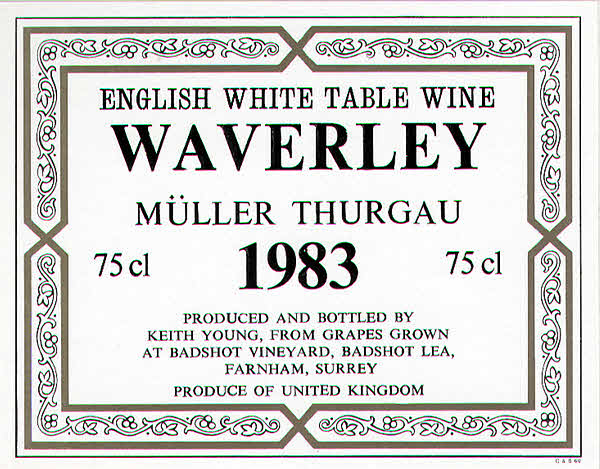 ENGLISH WHITE TABLE WINE
WAVERLEY
MÜLLER THURGAU
75 cl 1983 75 cl
PRODUCED AND BOTTLED BY
KEITH YOUNG, FROM GRAPES GROWN
AT BADSHOT VINEYARD, BADSHOT LEA,
FARNHAM, SURREY
PRODUCE OF UNITED KINGDOM